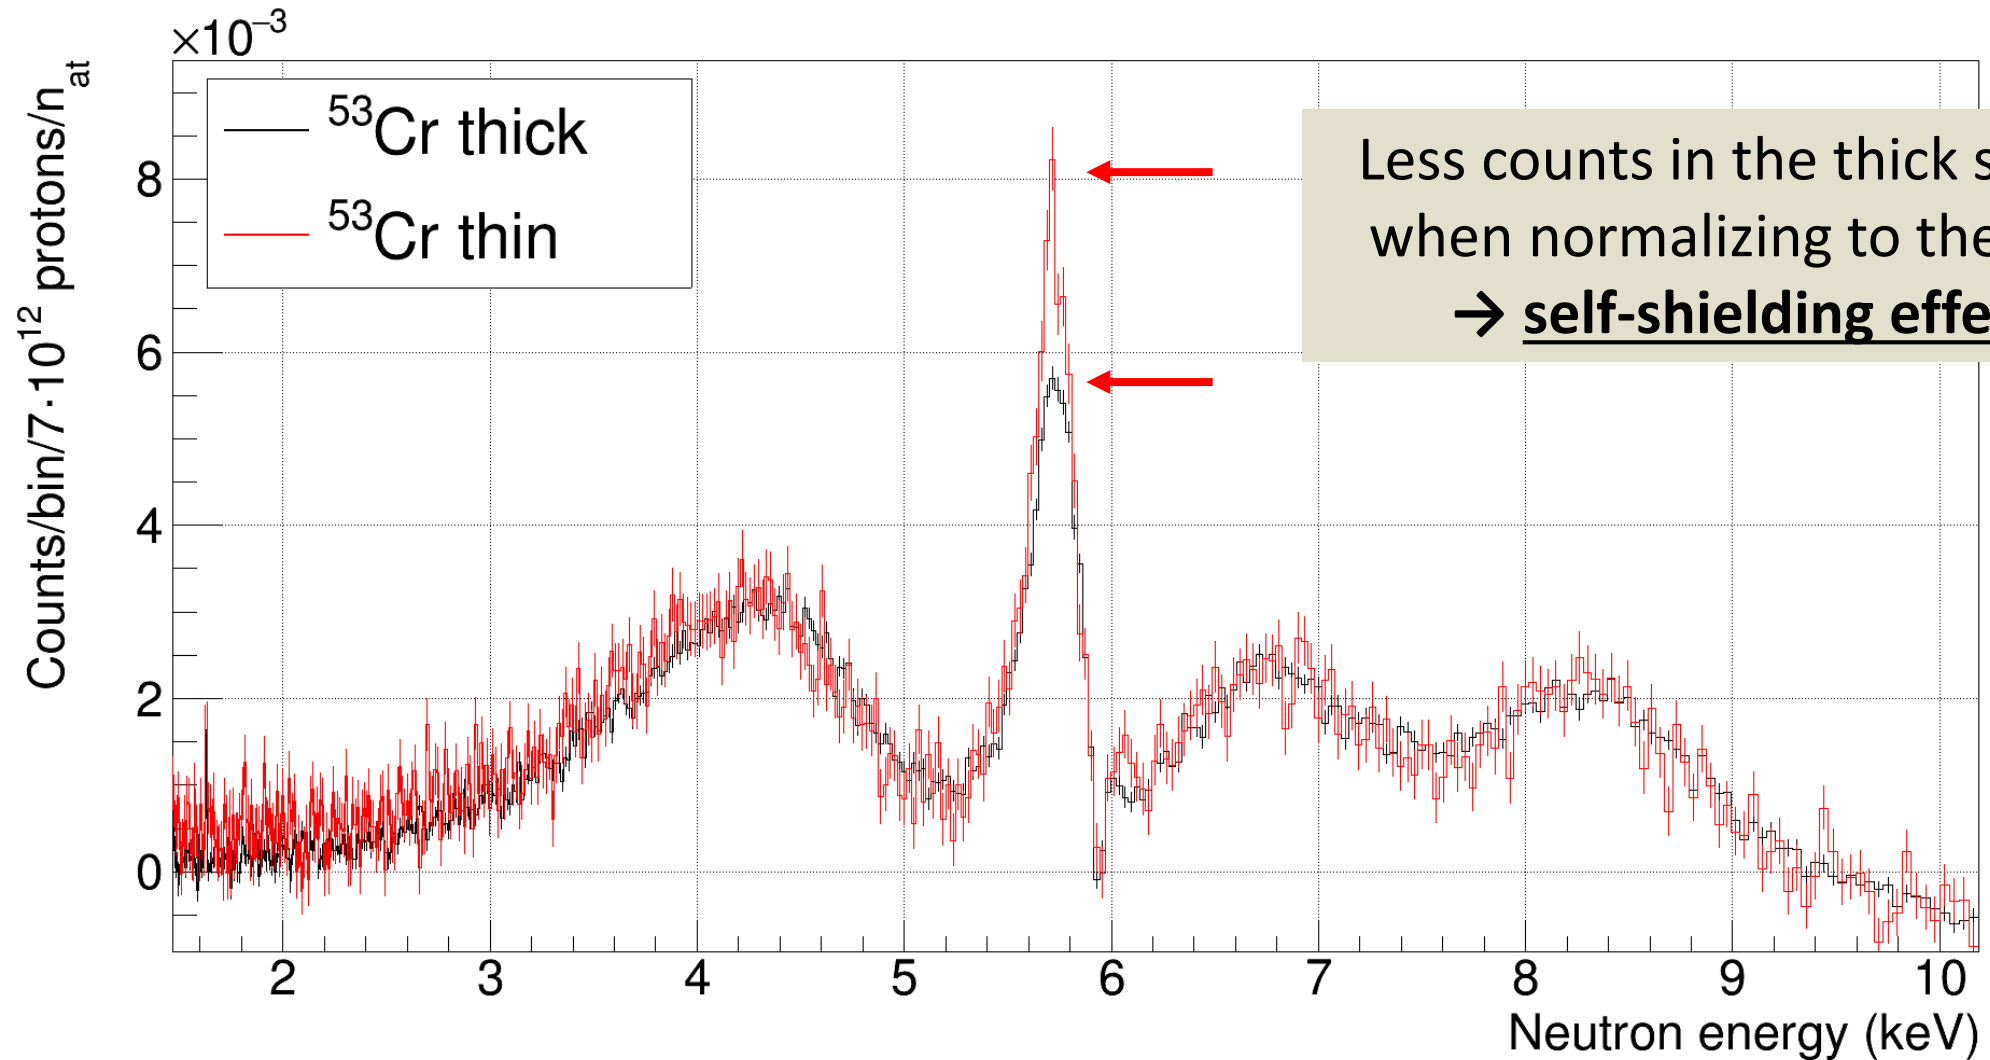 ×10⁻³
Counts/bin/7·10¹² protons/nₐₜ
⁵³Cr thick
⁵³Cr thin
Less counts in the thick s
when normalizing to the
→ self-shielding effe
8
6
4
2
0
2 3 4 5 6 7 8 9 10
Neutron energy (keV)